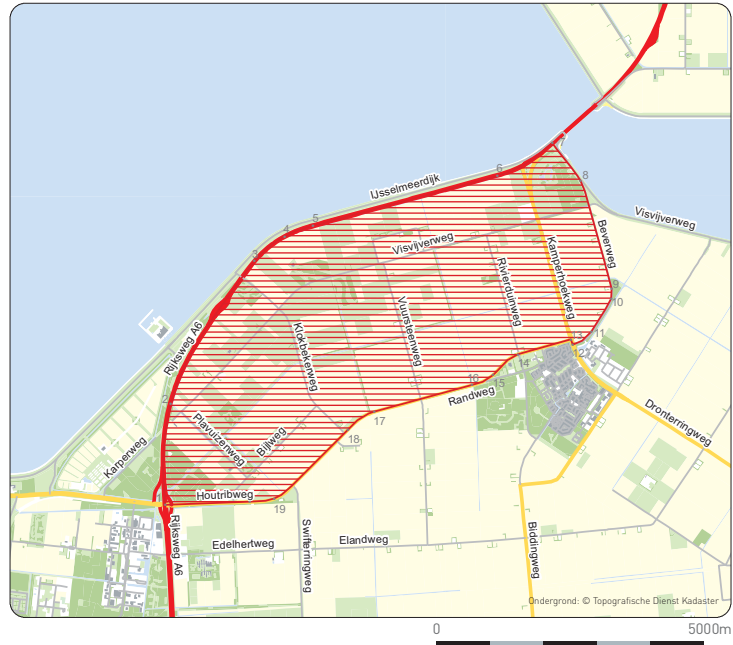 7
6
8
IJsselmeerdijk
5
4
Visvijverweg
Beverweg
Visvijverweg
Kamperhoekweg
3
Rivierduinweg
9
10
Vuursteenweg
Klokbekerweg
Rijksweg A6
11
13
12
14
15
16
Randweg
2
17
18
Plavuizenweg
Bijlweg
Karperweg
Dronterringweg
Houtribweg
19
Rijksweg A6
Swifterringweg
Edelhertweg
Elandweg
Biddingweg
Ondergrond: © Topografische Dienst Kadaster
0
5000m